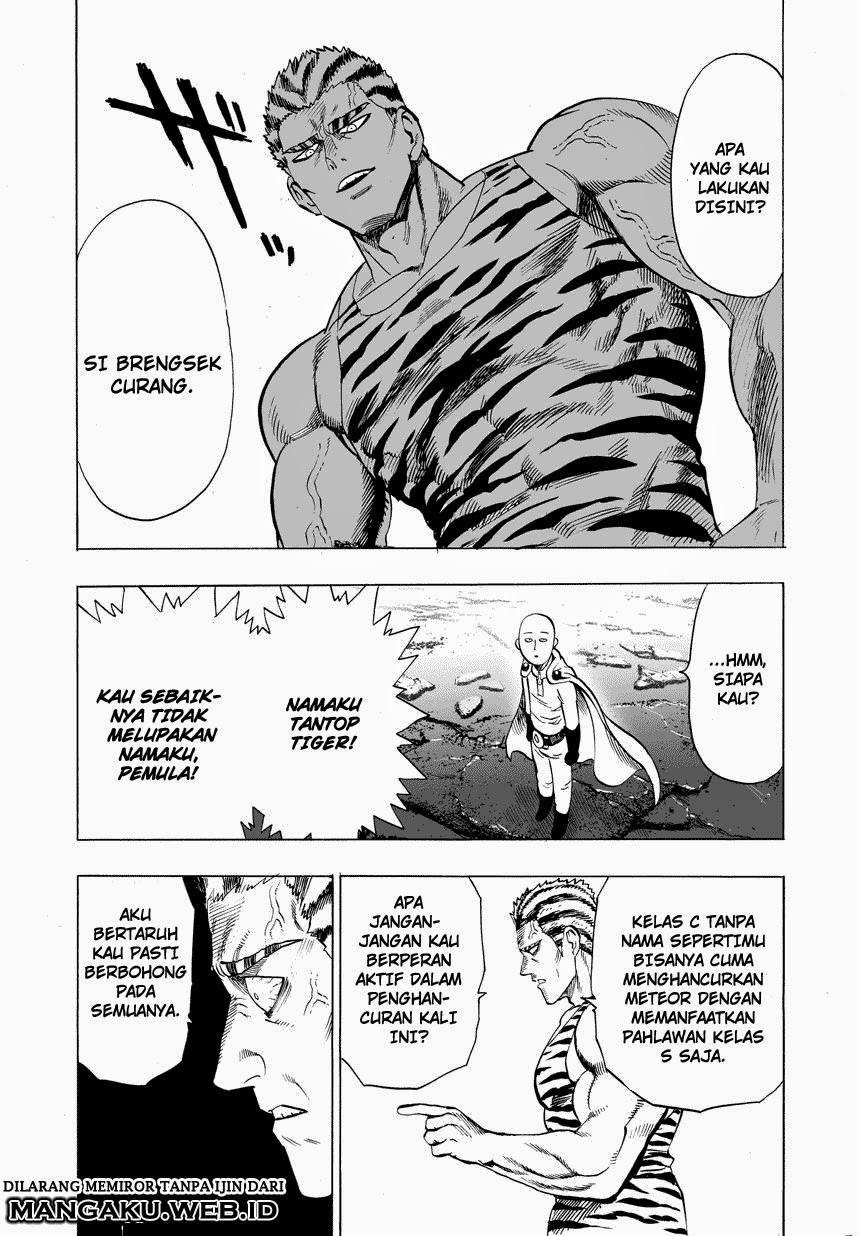 APA
YANG KAU
LAKUKAN
DISINI?
SI BRENGSEK
CURANG.
...HMM,
SIAPA
KAU?
NAMAKU
TANTOP
TIGER!
KAU SEBAIK-
NYA TIDAK
MELUPAKAN
NAMAKU,
PEMULA!
KELAS C TANPA
NAMA SEPERTIMU
BISANYA CUMA
MENGHANCURKAN
METEOR DENGAN
MEMANFAATKAN
PAHLAWAN KELAS
S SAJA.
APA
JANGAN-
JANGAN KAU
BERPERAN
AKTIF DALAM
PENGHAN-
CURAN KALI
INI?
AKU
BERTARUH
KAU PASTI
BERBOHONG
PADA
SEMUANYA.
DILARANG MEMIROR TANPA IJIN DARI
MANGAKU.WEB.ID